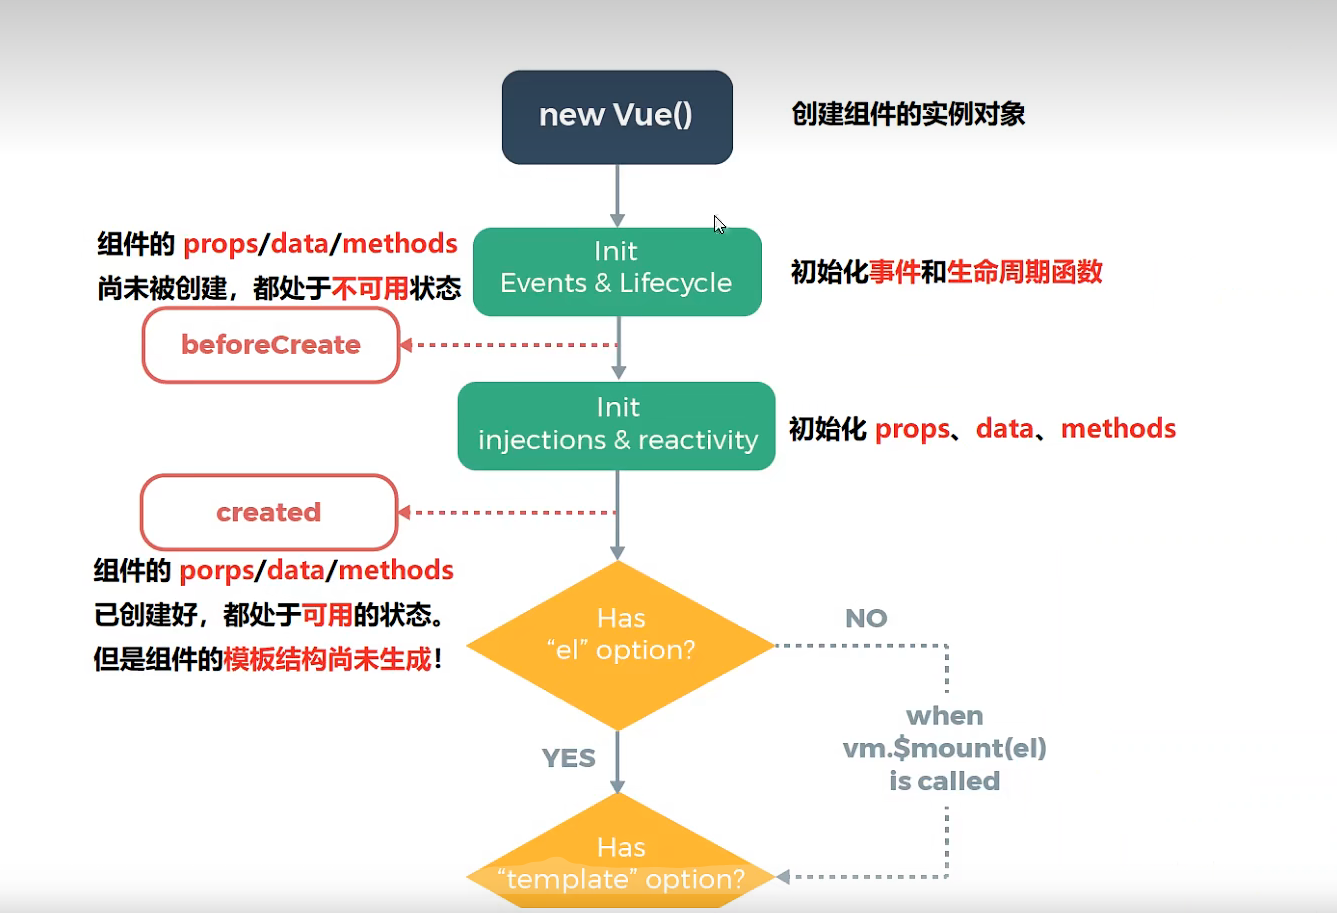 new Vue()
创建组件的实例对象
组件的 props/data/methods
尚未被创建，都处于不可用状态
Init
Events & Lifecycle
初始化事件和生命周期函数
beforeCreate
Init
injections & reactivity
初始化 props、data、methods
created
组件的 porps/data/methods
已创建好，都处于可用的状态。
但是组件的模板结构尚未生成！
Has
“el” option?
NO
when
vm.$mount(el)
is called
YES
Has
“template” option?